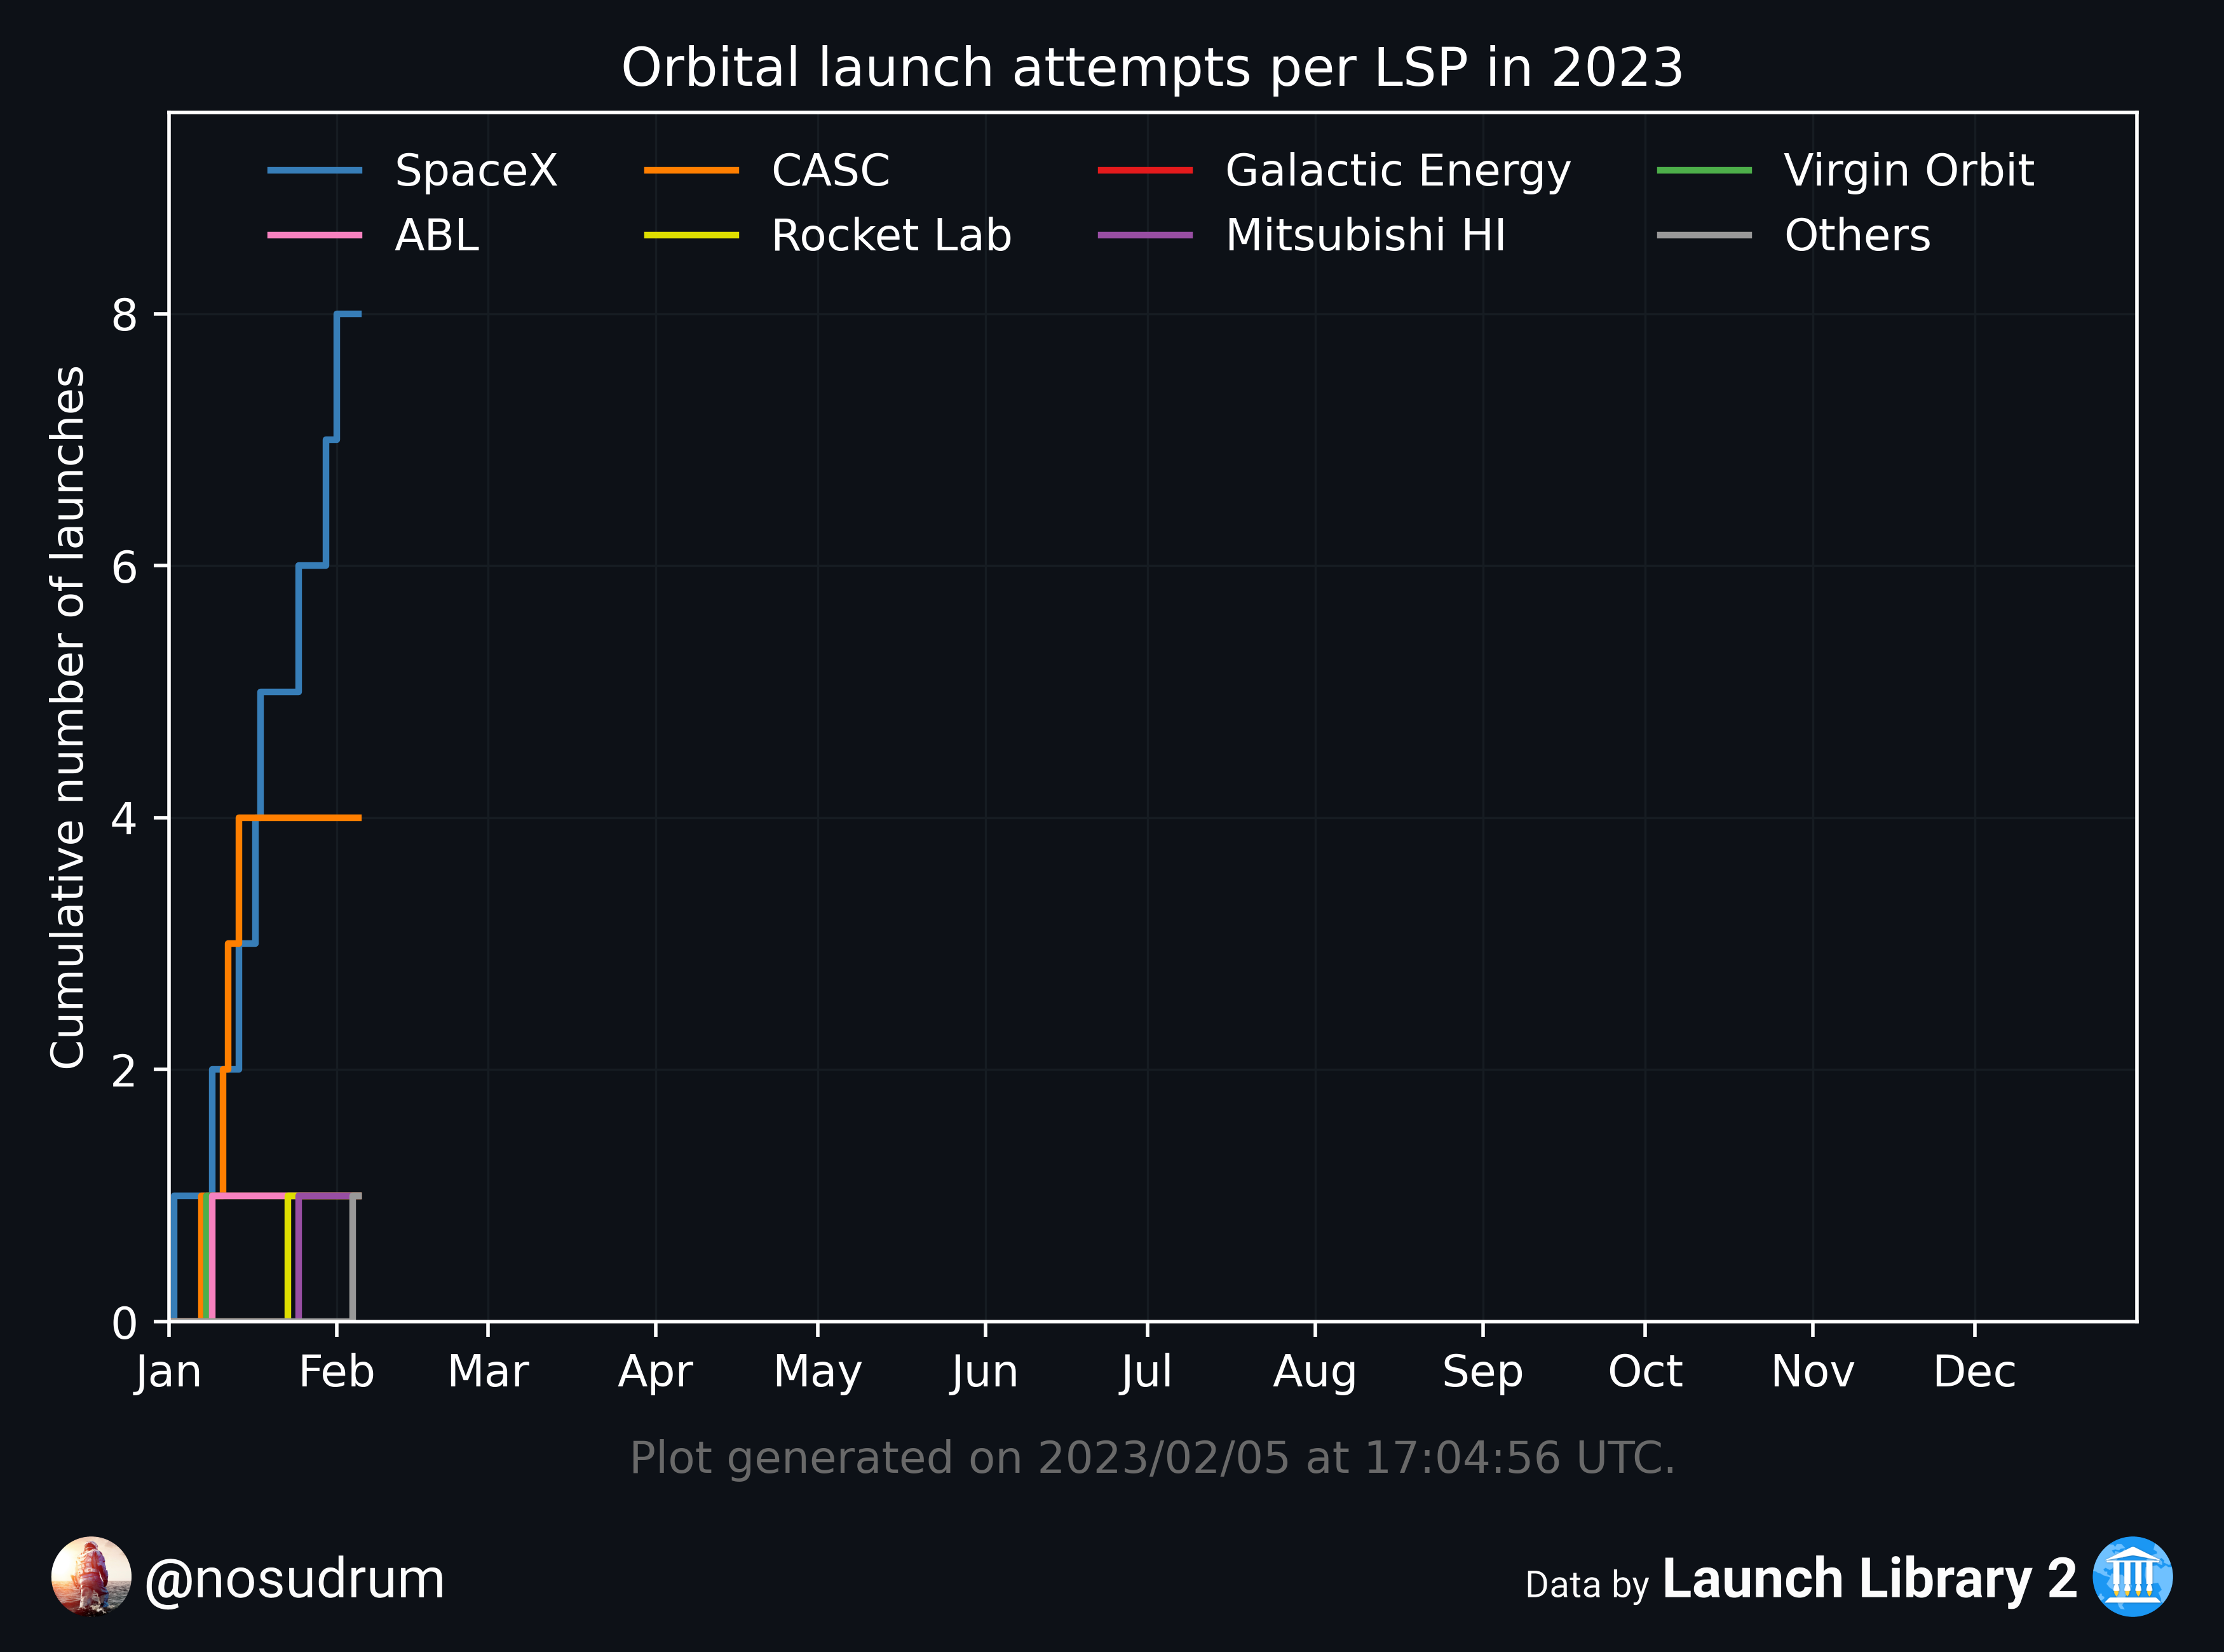 Orbital launch attempts per LSP in 2023
SpaceX CASC Galactic Energy Virgin Orbit
ABL Rocket Lab Mitsubishi HI Others
Cumulative number of launches
8
6
4
2
0
Jan Feb Mar Apr May Jun Jul Aug Sep Oct Nov Dec
Plot generated on 2023/02/05 at 17:04:56 UTC.
@nosudrum
Data by Launch Library 2